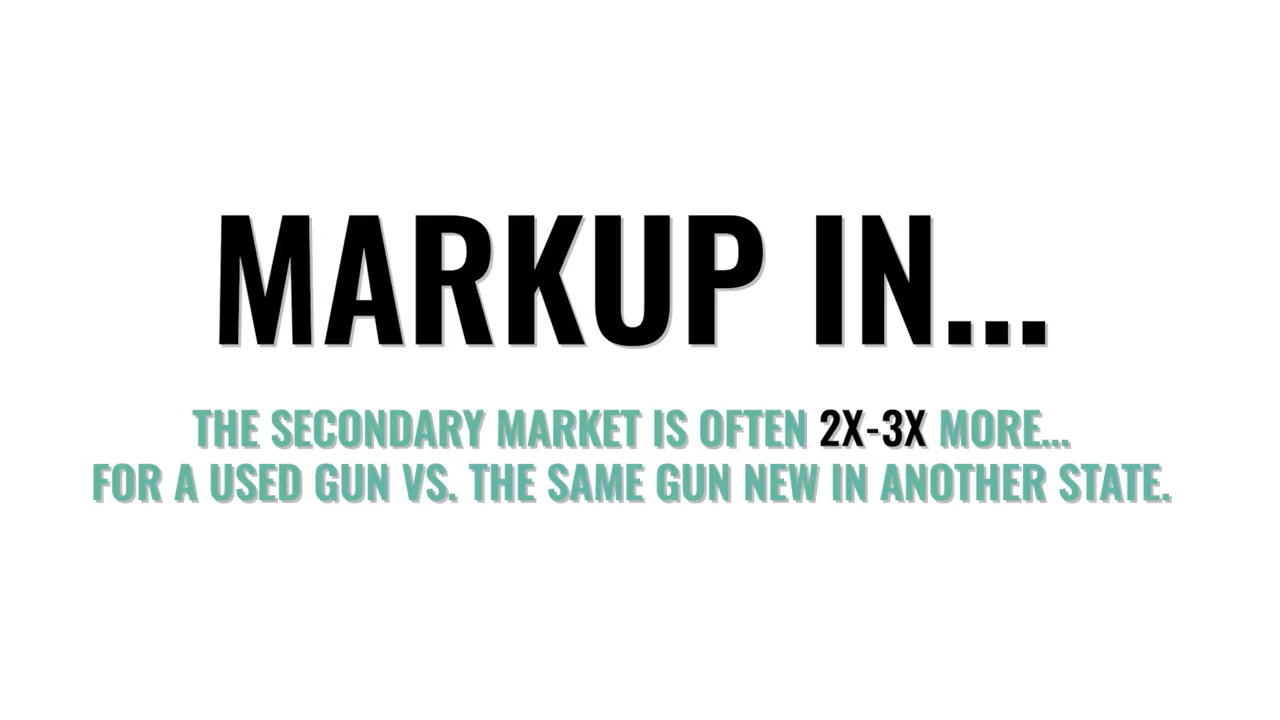 MARKUP IN...
THE SECONDARY MARKET IS OFTEN 2X-3X MORE...
FOR A USED GUN VS. THE SAME GUN NEW IN ANOTHER STATE.